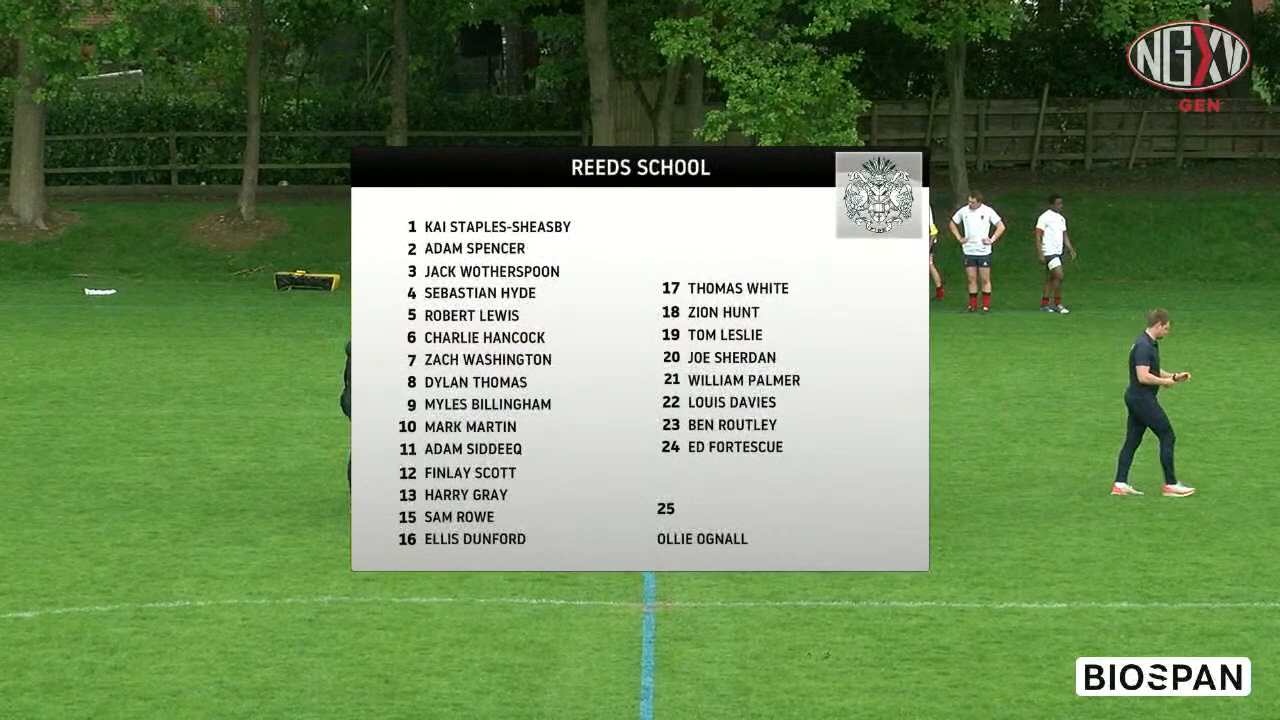 NGXV
GEN
REEDS SCHOOL
1 KAI STAPLES-SHEASBY
2 ADAM SPENCER
3 JACK WOTHERSPOON
4 SEBASTIAN HYDE
5 ROBERT LEWIS
6 CHARLIE HANCOCK
7 ZACH WASHINGTON
8 DYLAN THOMAS
9 MYLES BILLINGHAM
10 MARK MARTIN
11 ADAM SIDDEEQ
12 FINLAY SCOTT
13 HARRY GRAY
15 SAM ROWE
16 ELLIS DUNFORD
17 THOMAS WHITE
18 ZION HUNT
19 TOM LESLIE
20 JOE SHERDAN
21 WILLIAM PALMER
22 LOUIS DAVIES
23 BEN ROUTLEY
24 ED FORTESCUE
25
OLLIE OGNALL
BIOSPAN